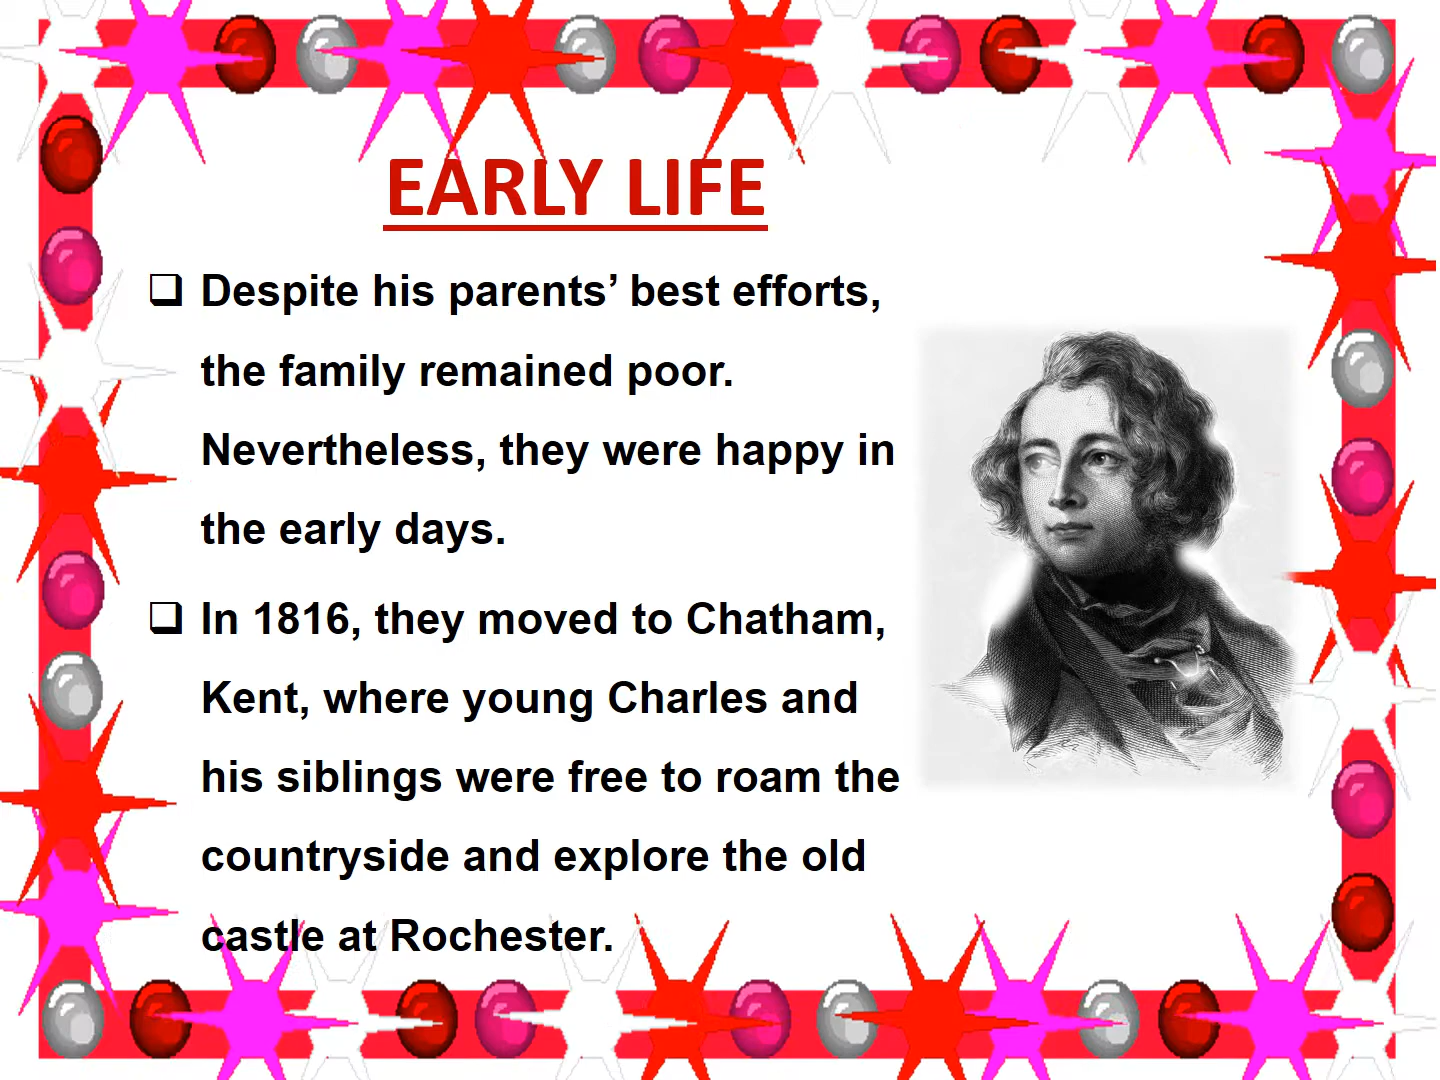 EARLY LIFE
Despite his parents’ best efforts,
the family remained poor.
Nevertheless, they were happy in
the early days.
In 1816, they moved to Chatham,
Kent, where young Charles and
his siblings were free to roam the
countryside and explore the old
castle at Rochester.